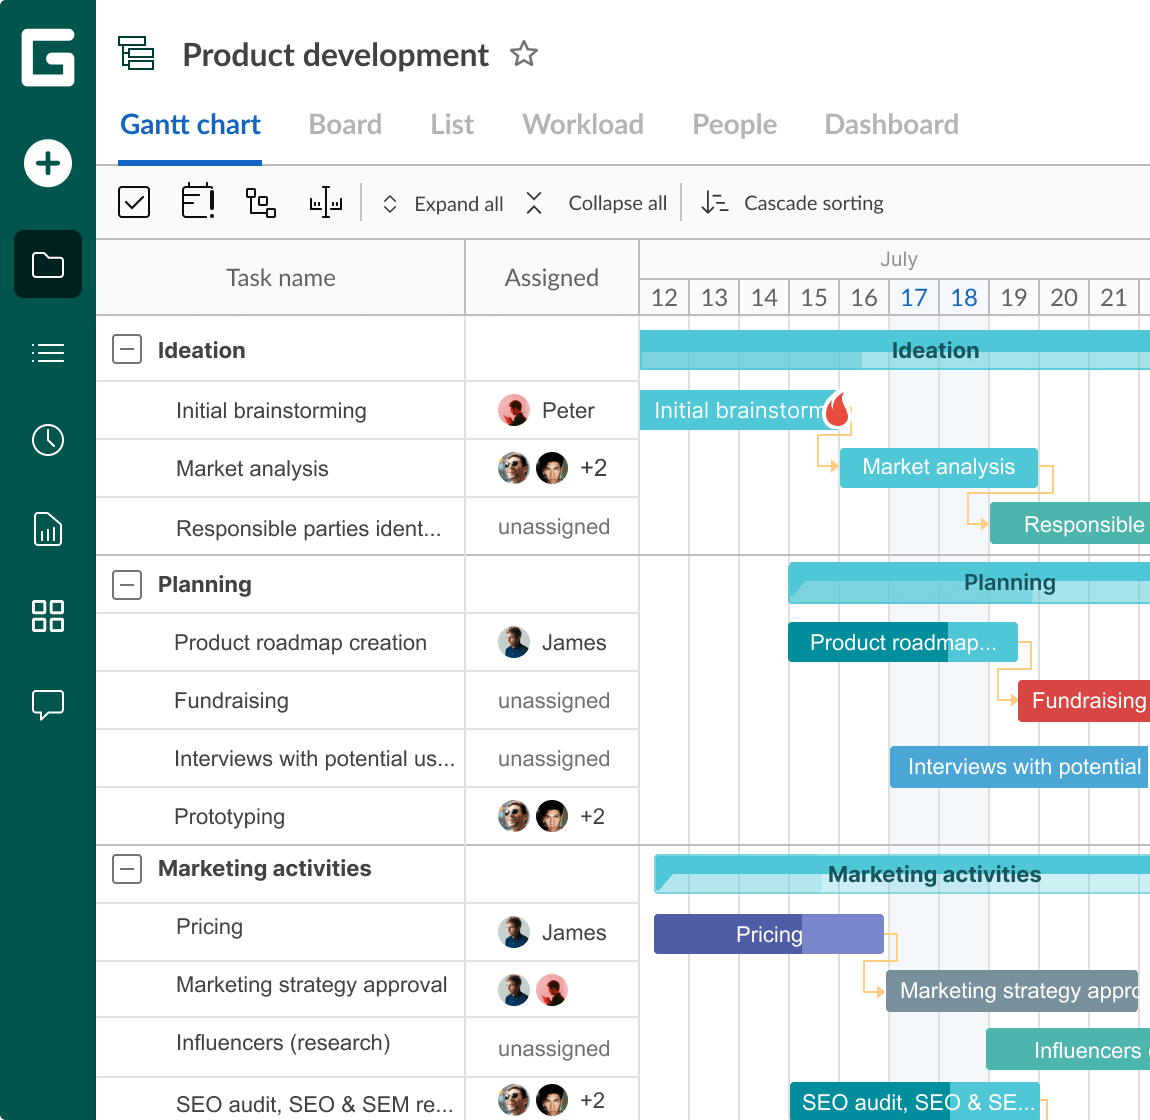 Product development
Gantt chart Board List Workload People Dashboard
Expand all Collapse all Cascade sorting
Task name Assigned July
12 13 14 15 16 17 18 19 20 21
Ideation Ideation
Initial brainstorming Peter Initial brainstorm
Market analysis +2 Market analysis
Responsible parties ident... unassigned Responsible
Planning Planning
Product roadmap creation James Product roadmap...
Fundraising unassigned Fundraising
Interviews with potential us... unassigned Interviews with potential
Prototyping +2
Marketing activities Marketing activities
Pricing James Pricing
Marketing strategy approval Marketing strategy appro
Influencers (research) unassigned Influencers (
SEO audit, SEO & SEM re... +2 SEO audit, SEO & SE...